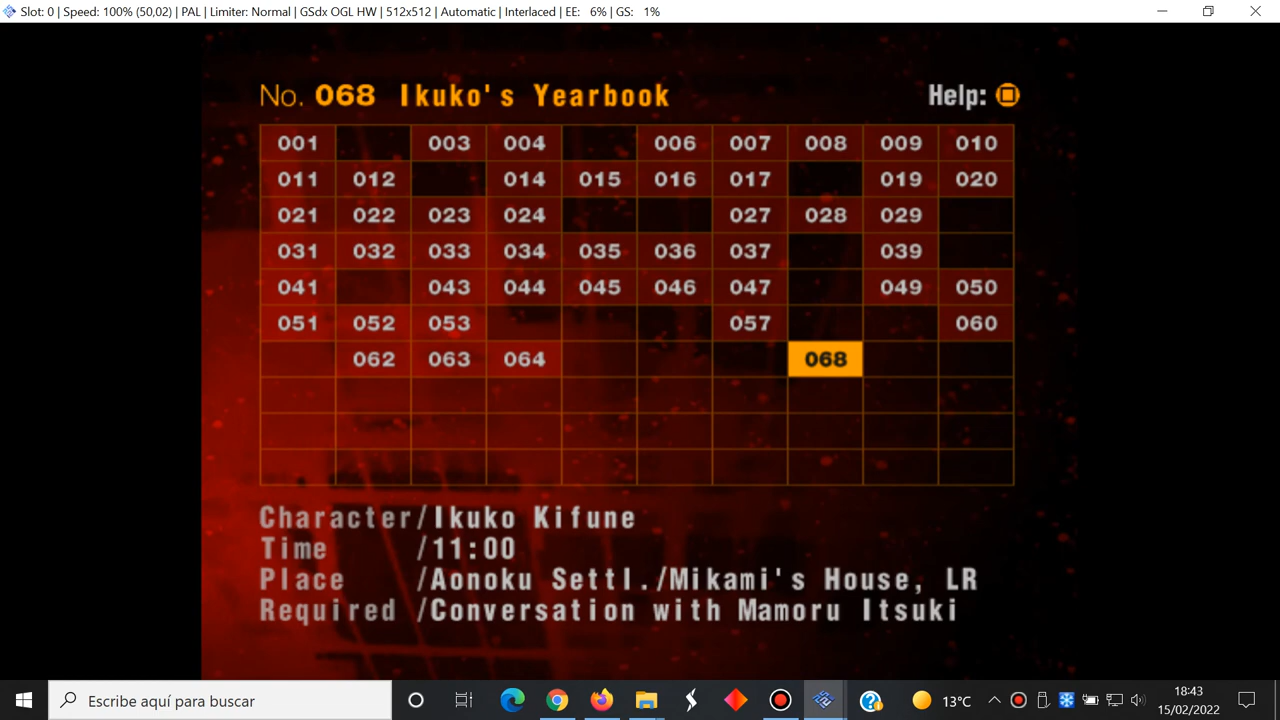 Slot: 0 | Speed: 100% (50,02) | PAL | Limiter: Normal | GSdx OGL HW | 512x512 | Automatic | Interlaced | EE: 6% | GS: 1%
No. 068 Ikuko's Yearbook Help:
001 003 004 006 007 008 009 010
011 012 014 015 016 017 019 020
021 022 023 024 027 028 029
031 032 033 034 035 036 037 039
041 043 044 045 046 047 049 050
051 052 053 057 060
062 063 064 068
Character/Ikuko Kifune
Time /11:00
Place /Aonoku Settl./Mikami's House, LR
Required /Conversation with Mamoru Itsuki
Escribe aquí para buscar
13°C
18:43
15/02/2022